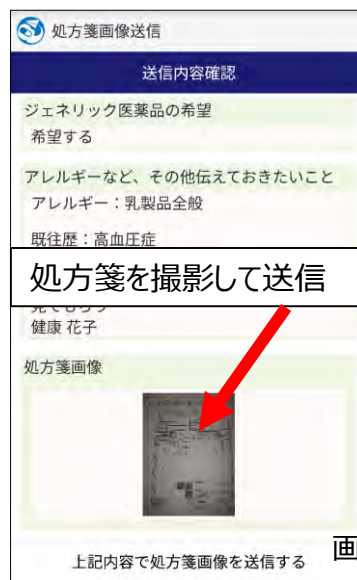 処方箋画像送信
送信内容確認
ジェネリック医薬品の希望
希望する
アレルギーなど、その他伝えておきたいこと
アレルギー：乳製品全般
既往歴：高血圧症
処方箋を撮影して送信
健康 花子
処方箋画像
画
上記内容で処方箋画像を送信する